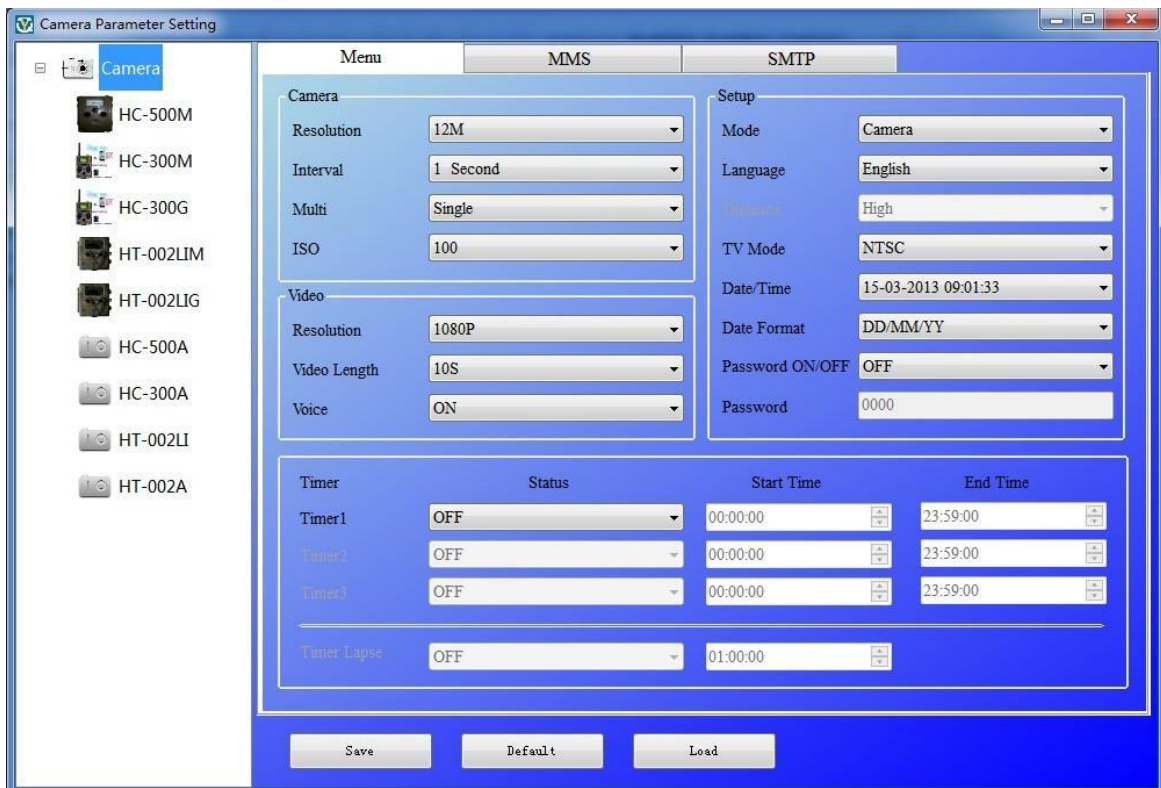 Camera Parameter Setting
Camera
HC-500M
HC-300M
HC-300G
HT-002LIM
HT-002LIG
HC-500A
HC-300A
HT-002LI
HT-002A
Menu MMS SMTP
Camera
Resolution 12M
Interval 1 Second
Multi Single
ISO 100
Video
Resolution 1080P
Video Length 10S
Voice ON
Setup
Mode Camera
Language English
Distance High
TV Mode NTSC
Date/Time 15-03-2013 09:01:33
Date Format DD/MM/YY
Password ON/OFF OFF
Password 0000
Timer Status Start Time End Time
Timer1 OFF 00:00:00 23:59:00
Timer2 OFF 00:00:00 23:59:00
Timer3 OFF 00:00:00 23:59:00
Timer Lapse OFF 01:00:00
Save Default Load